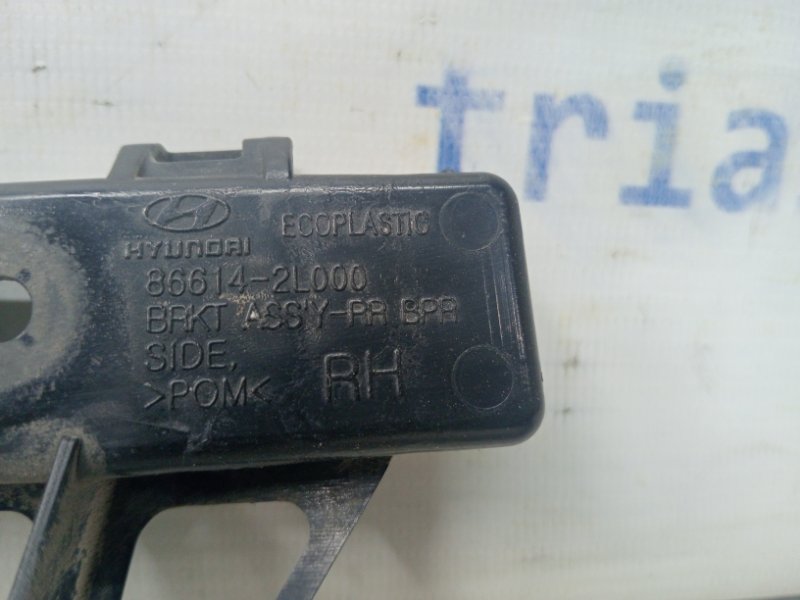 tria
HYUNDAI ECOPLASTIC
86614-2L000
BRKT ASS'Y-RR BPR
SIDE, RH
>POM<